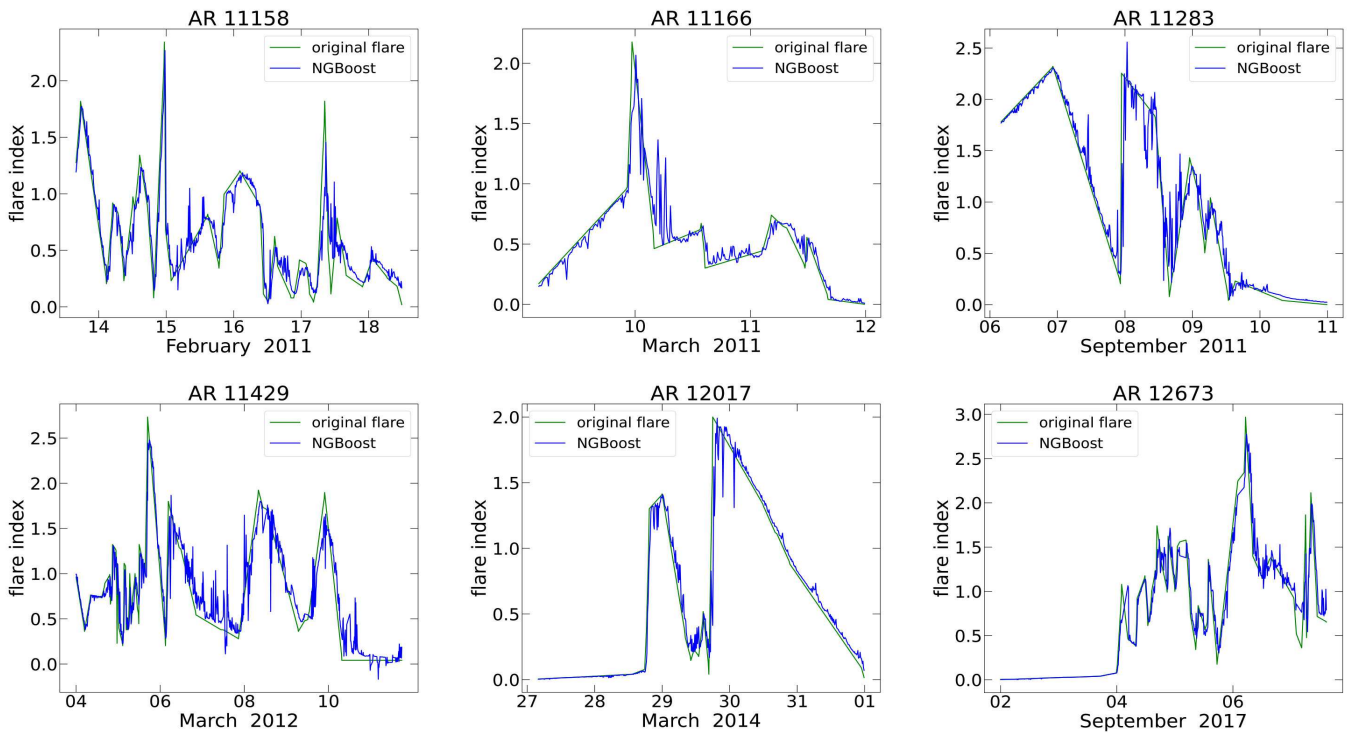 AR 11158
original flare
NGBoost
flare index
2.0
1.5
1.0
0.5
0.0
14 15 16 17 18
February 2011
AR 11166
original flare
NGBoost
flare index
2.0
1.5
1.0
0.5
0.0
10 11 12
March 2011
AR 11283
original flare
NGBoost
flare index
2.5
2.0
1.5
1.0
0.5
0.0
06 07 08 09 10 11
September 2011
AR 11429
original flare
NGBoost
flare index
2.5
2.0
1.5
1.0
0.5
0.0
04 06 08 10
March 2012
AR 12017
original flare
NGBoost
flare index
2.0
1.5
1.0
0.5
0.0
27 28 29 30 31 01
March 2014
AR 12673
original flare
NGBoost
flare index
3.0
2.5
2.0
1.5
1.0
0.5
0.0
02 04 06
September 2017